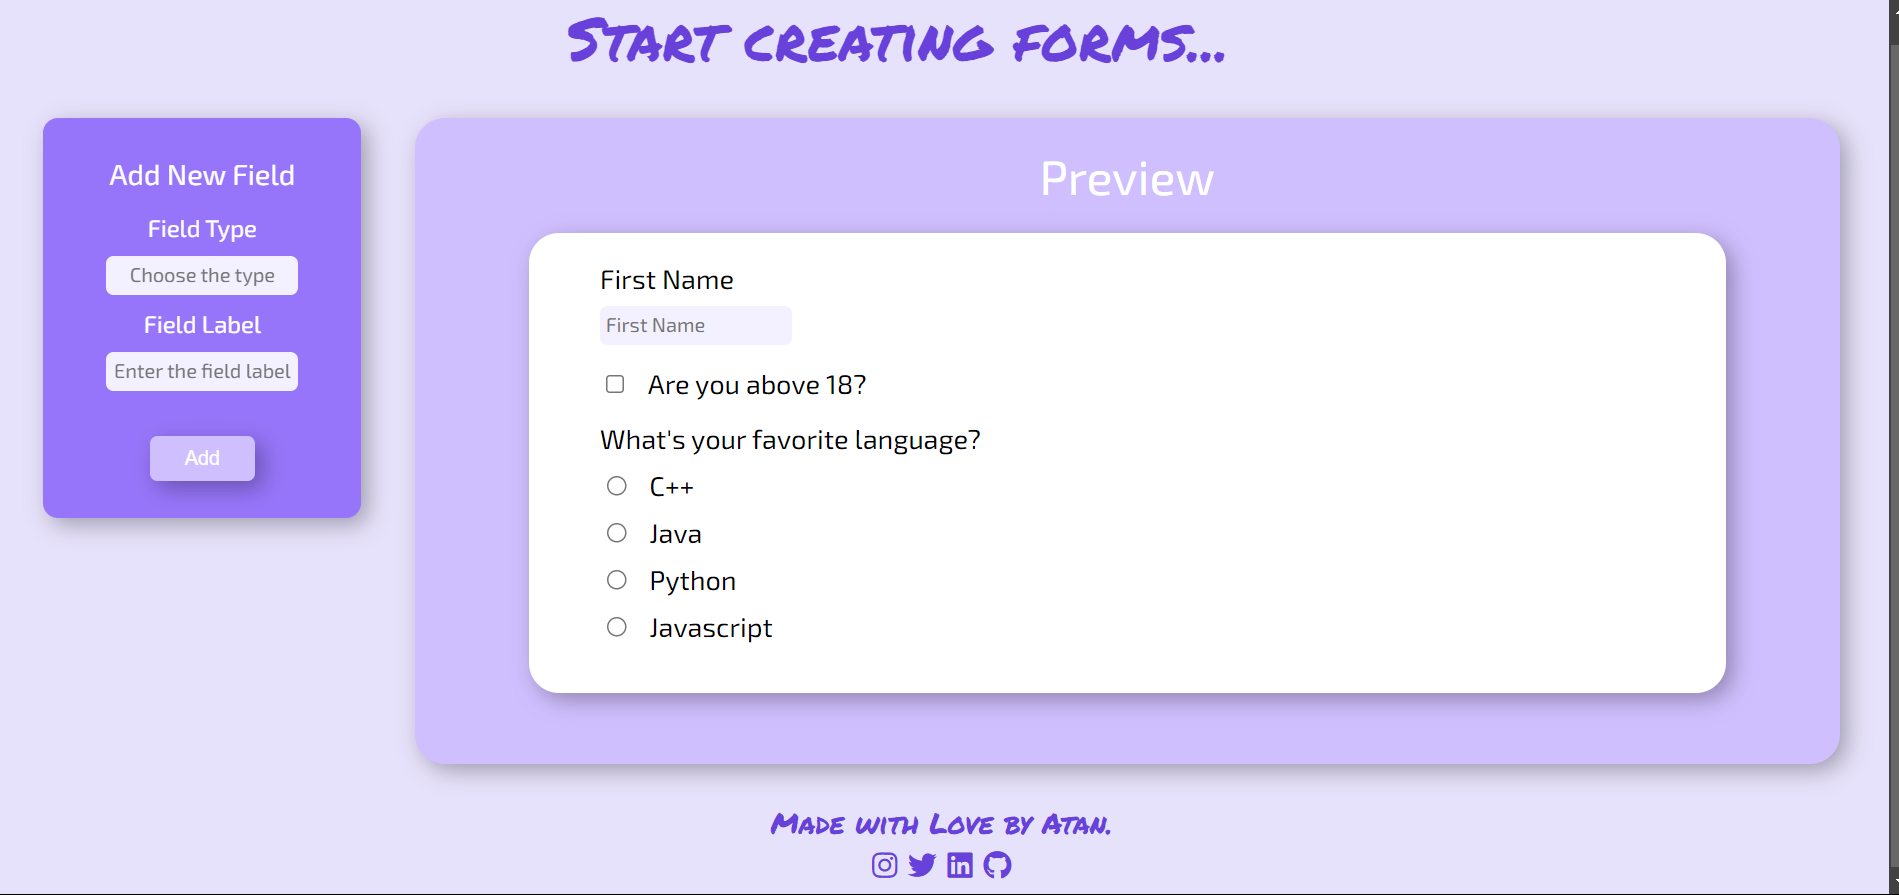 Start creating forms...
Add New Field
Field Type
Choose the type
Field Label
Enter the field label
Add
Preview
First Name
First Name
Are you above 18?
What's your favorite language?
C++
Java
Python
Javascript
Made with Love by Atan.